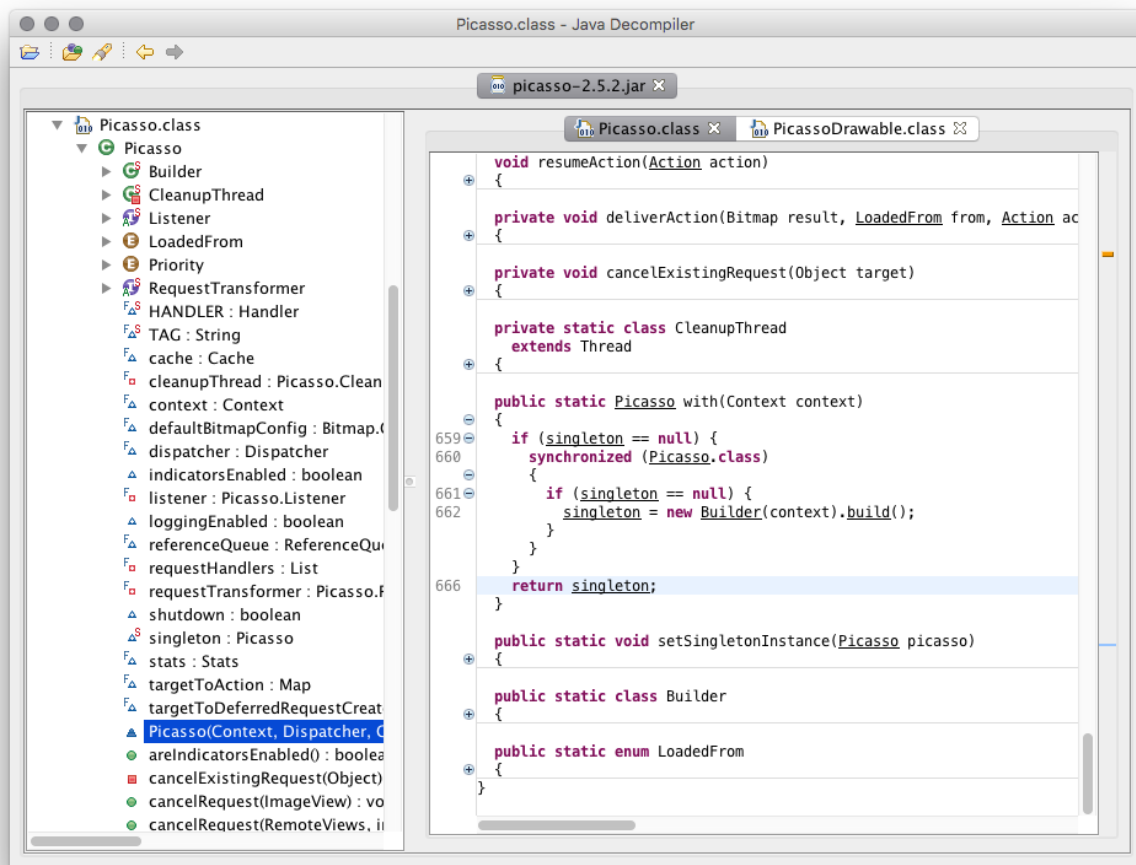 Picasso.class - Java Decompiler
picasso-2.5.2.jar
Picasso.class
Picasso
Builder
CleanupThread
Listener
LoadedFrom
Priority
RequestTransformer
HANDLER : Handler
TAG : String
cache : Cache
cleanupThread : Picasso.Clean
context : Context
defaultBitmapConfig : Bitmap.
dispatcher : Dispatcher
indicatorsEnabled : boolean
listener : Picasso.Listener
loggingEnabled : boolean
referenceQueue : ReferenceQu
requestHandlers : List
requestTransformer : Picasso.
shutdown : boolean
singleton : Picasso
stats : Stats
targetToAction : Map
targetToDeferredRequestCreat
Picasso(Context, Dispatcher, C
areIndicatorsEnabled() : boolea
cancelExistingRequest(Object)
cancelRequest(ImageView) : vo
cancelRequest(RemoteViews, i
Picasso.class
PicassoDrawable.class
void resumeAction(Action action)
{
private void deliverAction(Bitmap result, LoadedFrom from, Action ac
{
private void cancelExistingRequest(Object target)
{
private static class CleanupThread
extends Thread
{
public static Picasso with(Context context)
{
659 if (singleton == null) {
660 synchronized (Picasso.class)
{
661 if (singleton == null) {
662 singleton = new Builder(context).build();
}
}
}
666 return singleton;
}
public static void setSingletonInstance(Picasso picasso)
{
public static class Builder
{
public static enum LoadedFrom
{
}